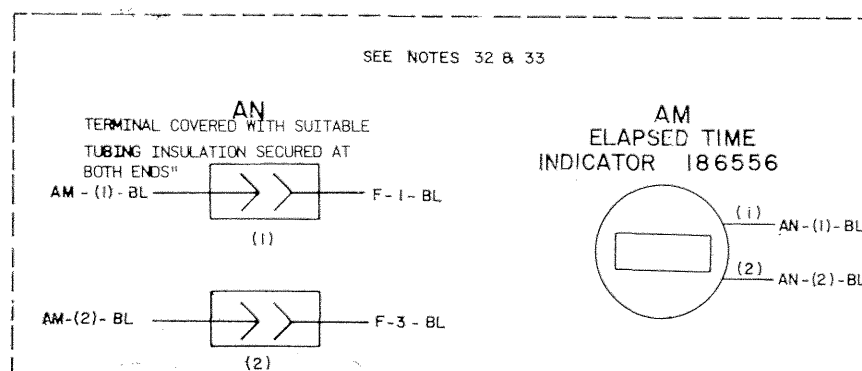 SEE NOTES 32 & 33
AN
TERMINAL COVERED WITH SUITABLE
TUBING INSULATION SECURED AT
BOTH ENDS"
AM-(1)-BL
F-1-BL
(1)
AM-(2)-BL
F-3-BL
(2)
AM
ELAPSED TIME
INDICATOR 186556
(1)
AN-(1)-BL
(2)
AN-(2)-BL